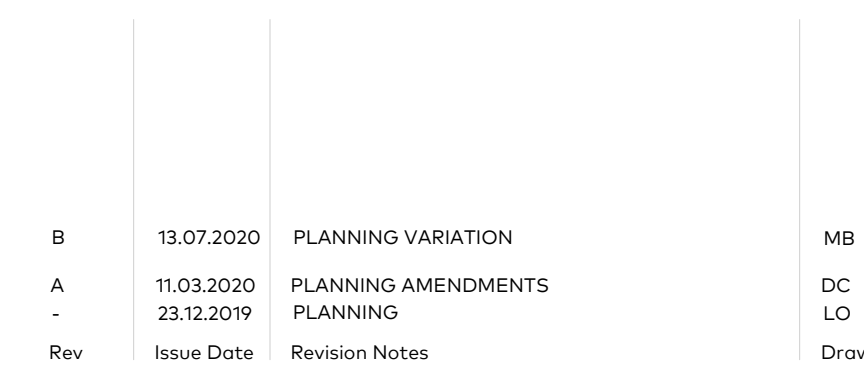 B 13.07.2020 PLANNING VARIATION MB
A 11.03.2020 PLANNING AMENDMENTS DC
- 23.12.2019 PLANNING LO
Rev Issue Date Revision Notes